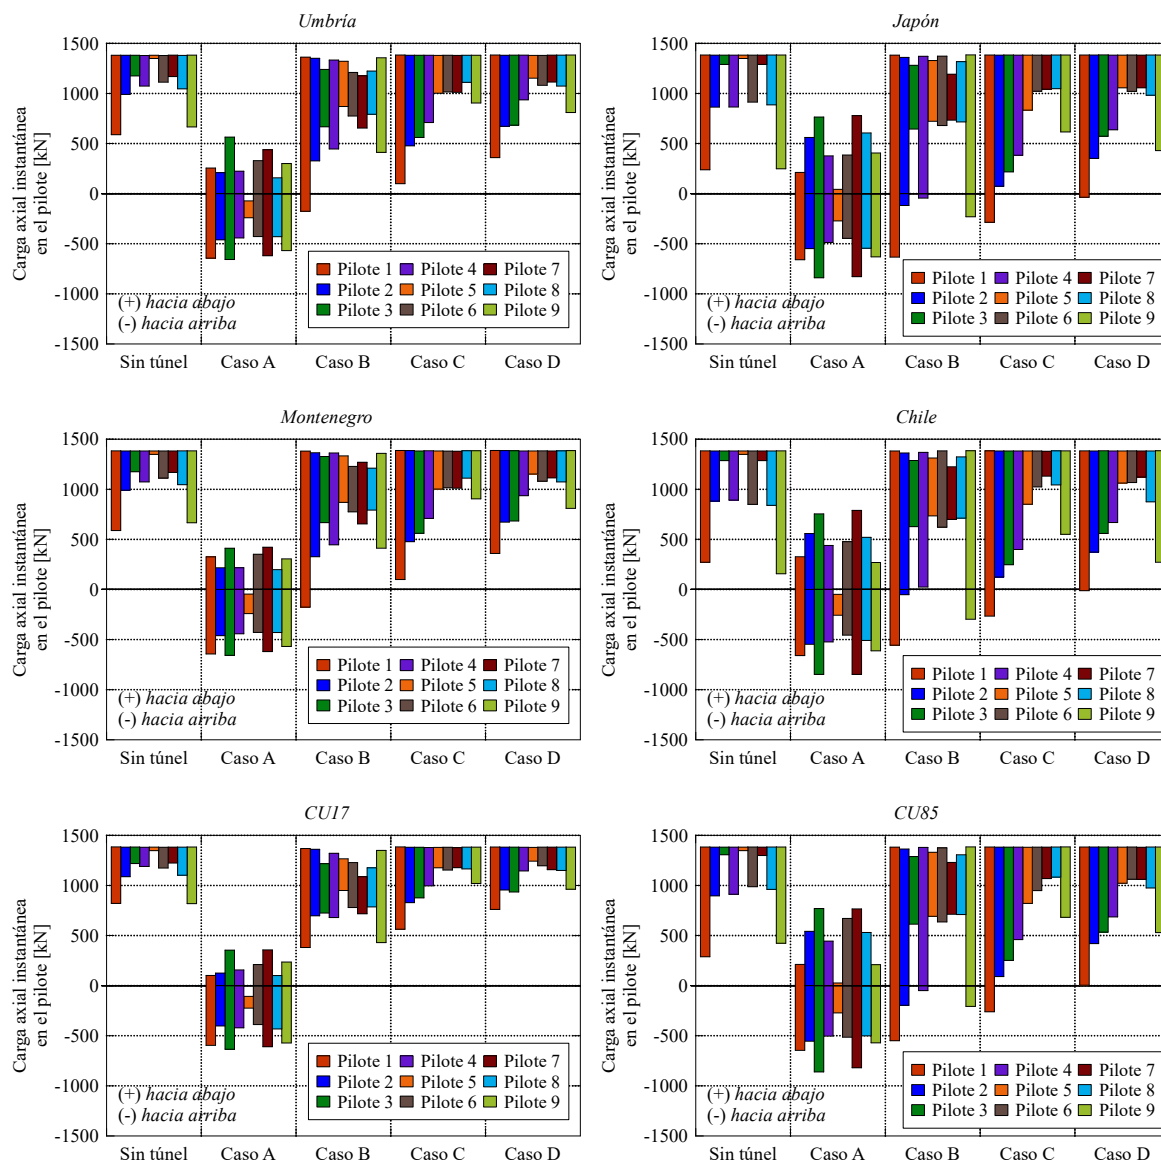 Umbría
Carga axial instantánea
en el pilote [kN]
1500
1000
500
0
-500
-1000
-1500
(+) hacia abajo
(-) hacia arriba
Pilote 1 Pilote 4 Pilote 7
Pilote 2 Pilote 5 Pilote 8
Pilote 3 Pilote 6 Pilote 9
Sin túnel Caso A Caso B Caso C Caso D
Japón
Carga axial instantánea
en el pilote [kN]
1500
1000
500
0
-500
-1000
-1500
(+) hacia abajo
(-) hacia arriba
Pilote 1 Pilote 4 Pilote 7
Pilote 2 Pilote 5 Pilote 8
Pilote 3 Pilote 6 Pilote 9
Sin túnel Caso A Caso B Caso C Caso D
Montenegro
Carga axial instantánea
en el pilote [kN]
1500
1000
500
0
-500
-1000
-1500
(+) hacia abajo
(-) hacia arriba
Pilote 1 Pilote 4 Pilote 7
Pilote 2 Pilote 5 Pilote 8
Pilote 3 Pilote 6 Pilote 9
Sin túnel Caso A Caso B Caso C Caso D
Chile
Carga axial instantánea
en el pilote [kN]
1500
1000
500
0
-500
-1000
-1500
(+) hacia abajo
(-) hacia arriba
Pilote 1 Pilote 4 Pilote 7
Pilote 2 Pilote 5 Pilote 8
Pilote 3 Pilote 6 Pilote 9
Sin túnel Caso A Caso B Caso C Caso D
CU17
Carga axial instantánea
en el pilote [kN]
1500
1000
500
0
-500
-1000
-1500
(+) hacia abajo
(-) hacia arriba
Pilote 1 Pilote 4 Pilote 7
Pilote 2 Pilote 5 Pilote 8
Pilote 3 Pilote 6 Pilote 9
Sin túnel Caso A Caso B Caso C Caso D
CU85
Carga axial instantánea
en el pilote [kN]
1500
1000
500
0
-500
-1000
-1500
(+) hacia abajo
(-) hacia arriba
Pilote 1 Pilote 4 Pilote 7
Pilote 2 Pilote 5 Pilote 8
Pilote 3 Pilote 6 Pilote 9
Sin túnel Caso A Caso B Caso C Caso D